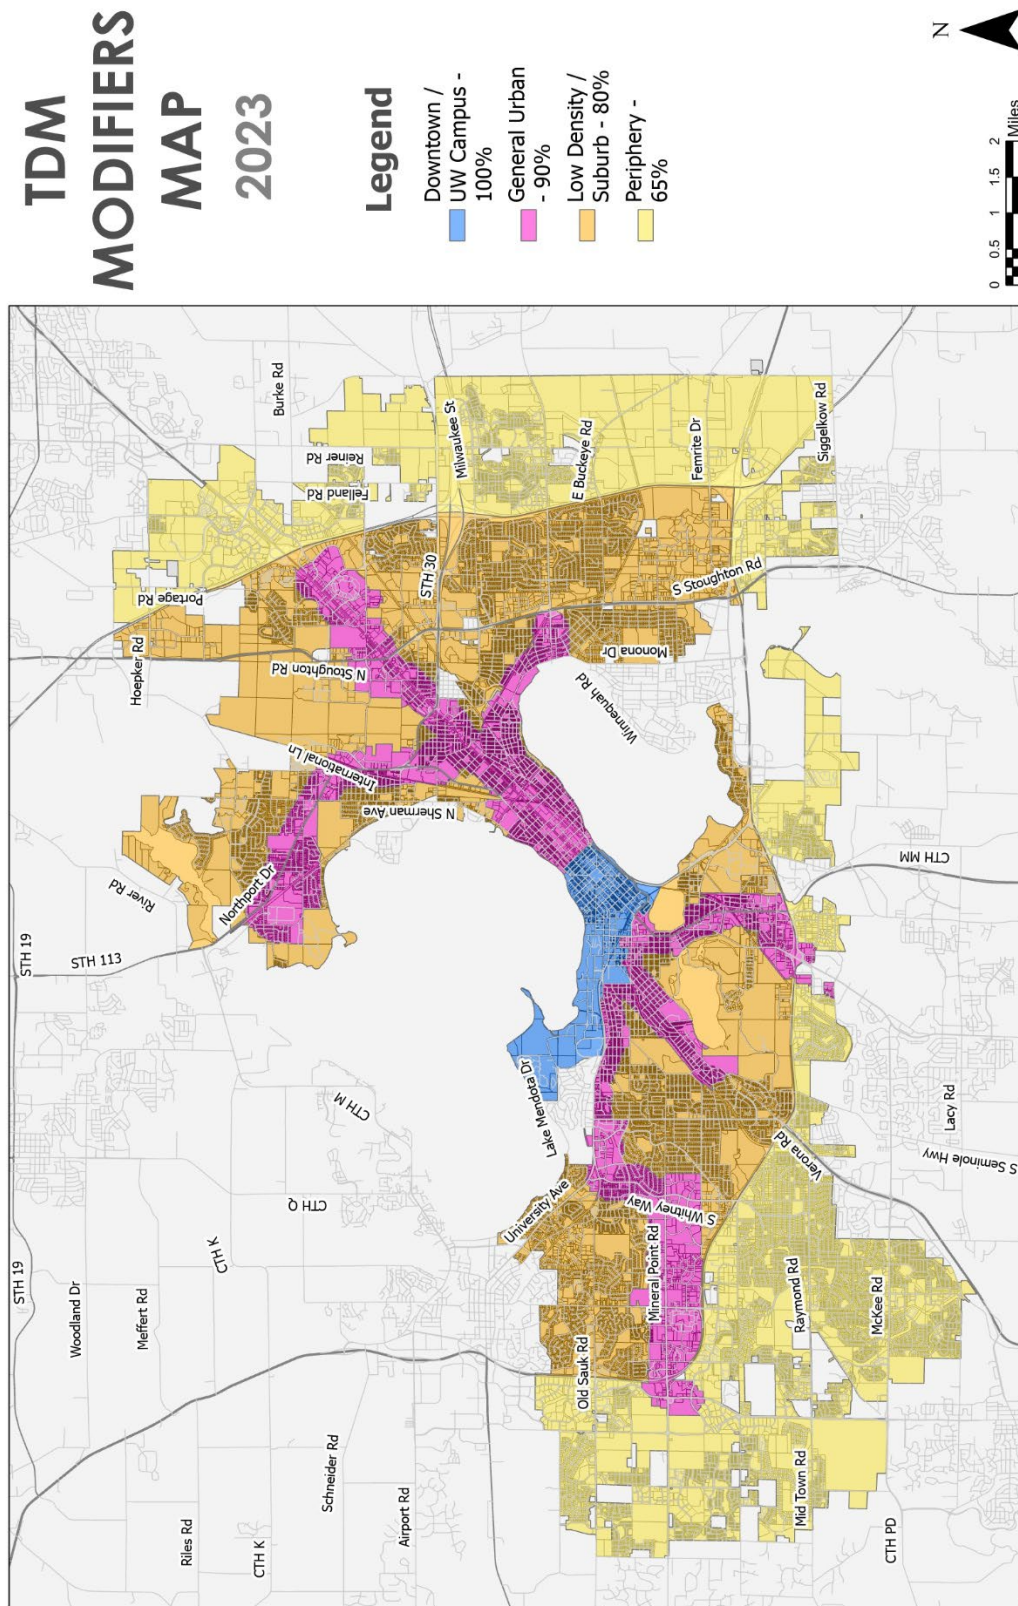 TDM
MODIFIERS
MAP
2023
Legend
Downtown /
UW Campus -
100%
General Urban
- 90%
Low Density /
Suburb - 80%
Periphery -
65%
N
0 0.5 1 1.5 2
Miles
STH 19
STH 19
STH 113
River Rd
Northport Dr
Hoepker Rd
Portage Rd
Burke Rd
Reiner Rd
Felland Rd
N Stoughton Rd
International Ln
N Sherman Ave
STH 30
Milwaukee St
E Buckeye Rd
Femrite Dr
Siggelkow Rd
S Stoughton Rd
Monona Dr
Winnequah Rd
Woodland Dr
Meffert Rd
CTH K
CTH Q
CTH M
Schneider Rd
Riles Rd
CTH K
Airport Rd
Lake Mendota Dr
University Ave
Old Sauk Rd
Mineral Point Rd
S Whitney Way
Verona Rd
Raymond Rd
McKee Rd
Mid Town Rd
CTH PD
CTH MM
Lacy Rd
S Seminole Hwy